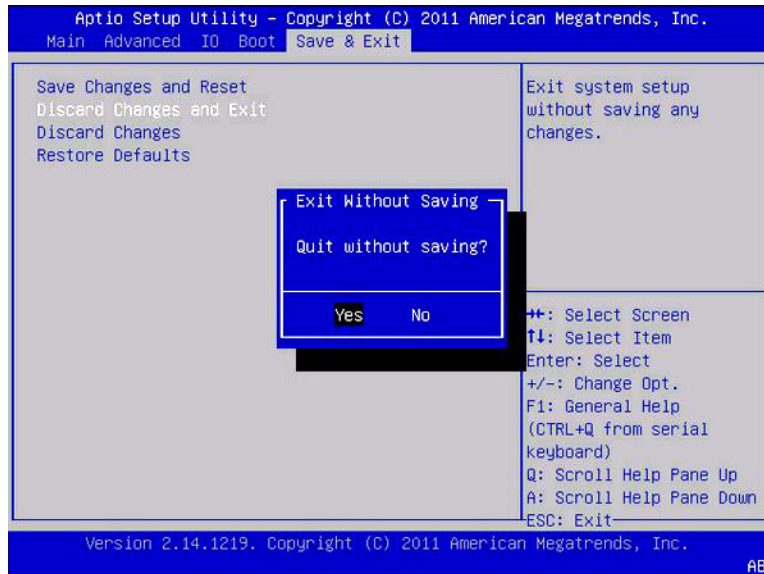 Aptio Setup Utility – Copyright (C) 2011 American Megatrends, Inc.
Main Advanced IO Boot Save & Exit
Save Changes and Reset
Discard Changes and Exit
Discard Changes
Restore Defaults
Exit system setup
without saving any
changes.
Exit Without Saving
Quit without saving?
Yes No
→←: Select Screen
↑↓: Select Item
Enter: Select
+/-: Change Opt.
F1: General Help
(CTRL+Q from serial
keyboard)
Q: Scroll Help Pane Up
A: Scroll Help Pane Down
ESC: Exit
Version 2.14.1219. Copyright (C) 2011 American Megatrends, Inc.
AB